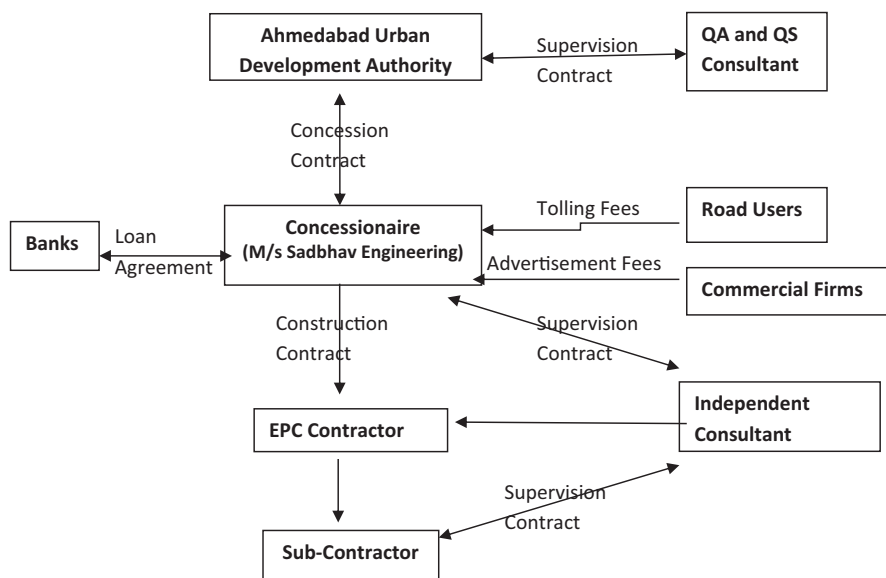 Ahmedabad Urban
Development Authority
Supervision
Contract
QA and QS
Consultant
Concession
Contract
Banks
Loan
Agreement
Concessionaire
(M/s Sadbhav Engineering)
Tolling Fees
Road Users
Advertisement Fees
Commercial Firms
Construction
Contract
Supervision
Contract
EPC Contractor
Independent
Consultant
Supervision
Contract
Sub-Contractor